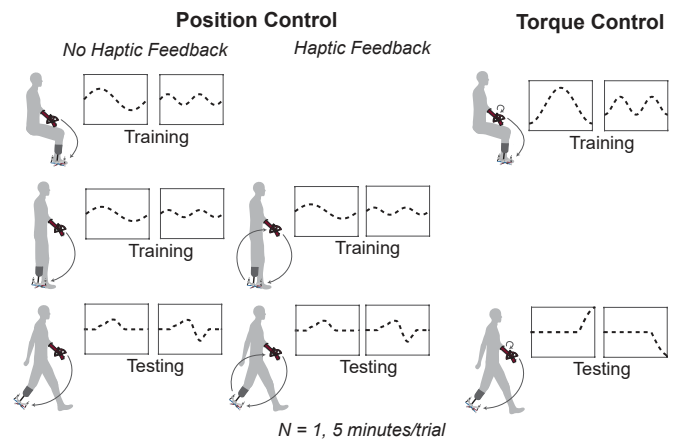 Position Control
Torque Control
No Haptic Feedback
Haptic Feedback
Training
Training
Training
Training
Testing
Testing
Testing
N = 1, 5 minutes/trial